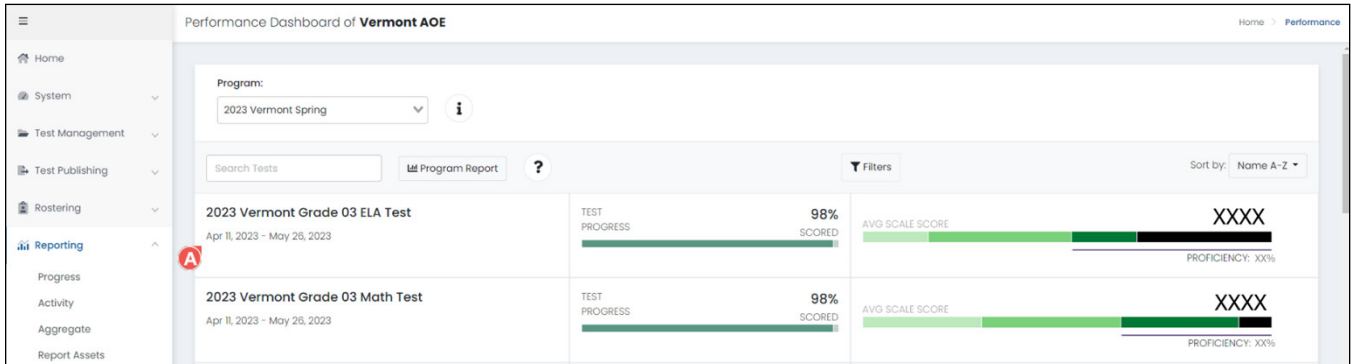 Performance Dashboard of Vermont AOE
Home > Performance
Home
System
Test Management
Test Publishing
Rostering
Reporting
Progress
Activity
Aggregate
Report Assets
Program:
2023 Vermont Spring
i
Search Tests
Program Report
?
Filters
Sort by: Name A-Z
A
2023 Vermont Grade 03 ELA Test
Apr 11, 2023 - May 26, 2023
TEST
PROGRESS
98%
SCORED
AVG SCALE SCORE
XXXX
PROFICIENCY: XX%
2023 Vermont Grade 03 Math Test
Apr 11, 2023 - May 26, 2023
TEST
PROGRESS
98%
SCORED
AVG SCALE SCORE
XXXX
PROFICIENCY: XX%